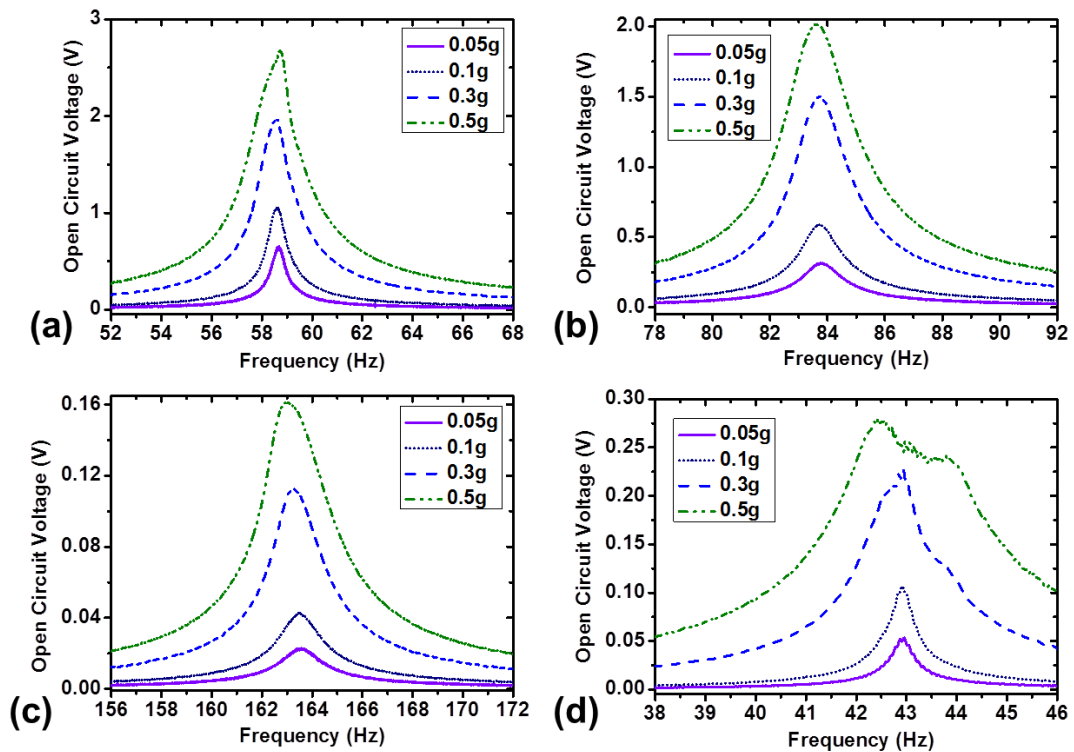 3
2
1
0
Open Circuit Voltage (V)
0.05g
0.1g
0.3g
0.5g
52 54 56 58 60 62 64 66 68
Frequency (Hz)
(a)
2.0
1.5
1.0
0.5
0.0
Open Circuit Voltage (V)
0.05g
0.1g
0.3g
0.5g
78 80 82 84 86 88 90 92
Frequency (Hz)
(b)
0.16
0.12
0.08
0.04
0.00
Open Circuit Voltage (V)
0.05g
0.1g
0.3g
0.5g
156 158 160 162 164 166 168 170 172
Frequency (Hz)
(c)
0.30
0.25
0.20
0.15
0.10
0.05
0.00
Open Circuit Voltage (V)
0.05g
0.1g
0.3g
0.5g
38 39 40 41 42 43 44 45 46
Frequency (Hz)
(d)